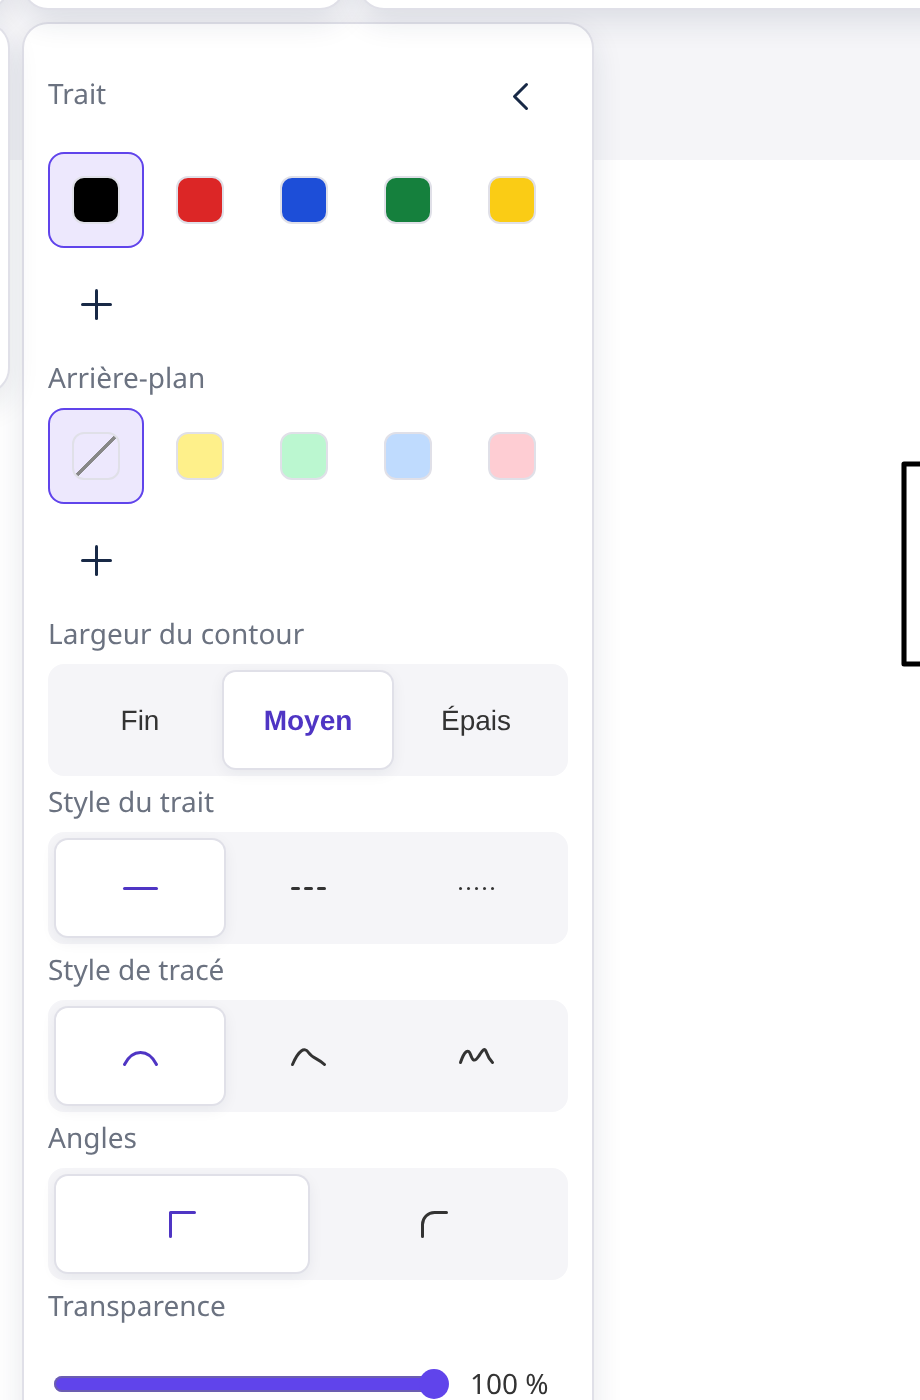 Trait
Arrière-plan
Largeur du contour
Fin Moyen Épais
Style du trait
Style de tracé
Angles
Transparence
100 %